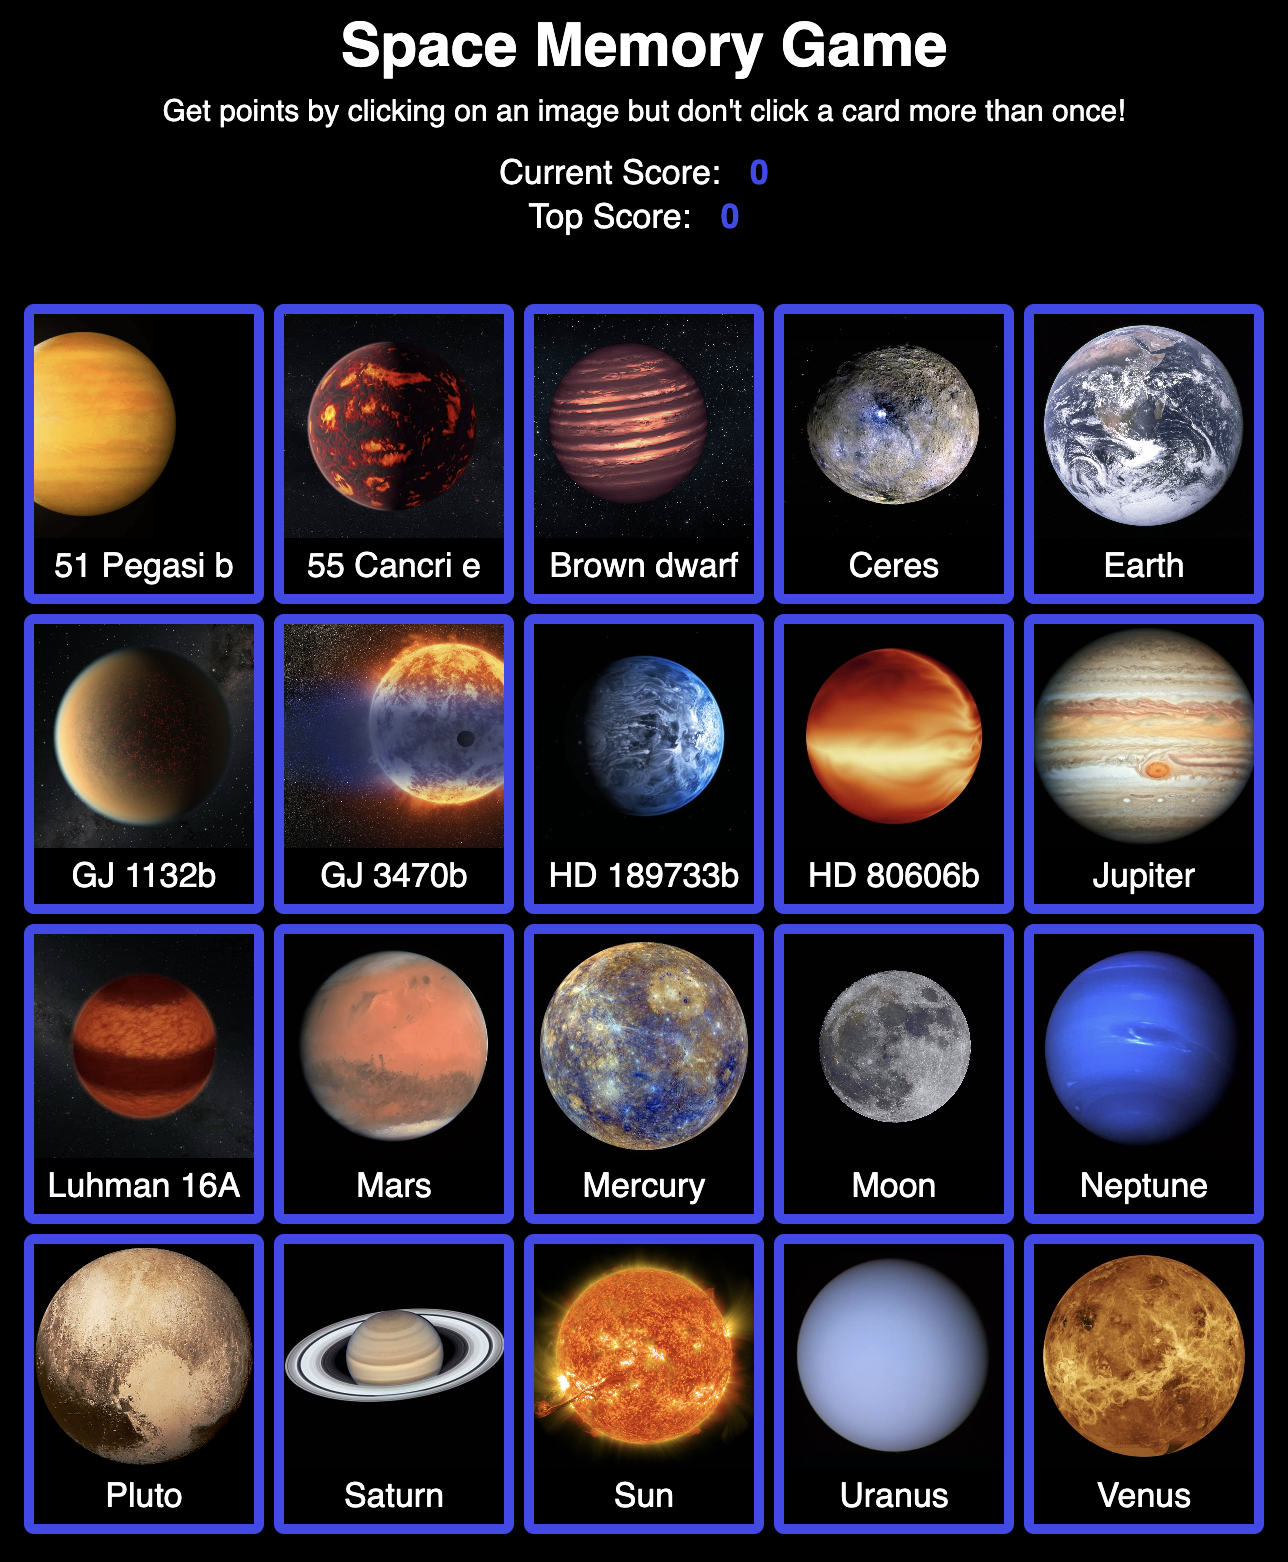 Space Memory Game
Get points by clicking on an image but don't click a card more than once!
Current Score: 0
Top Score: 0
51 Pegasi b
55 Cancri e
Brown dwarf
Ceres
Earth
GJ 1132b
GJ 3470b
HD 189733b
HD 80606b
Jupiter
Luhman 16A
Mars
Mercury
Moon
Neptune
Pluto
Saturn
Sun
Uranus
Venus